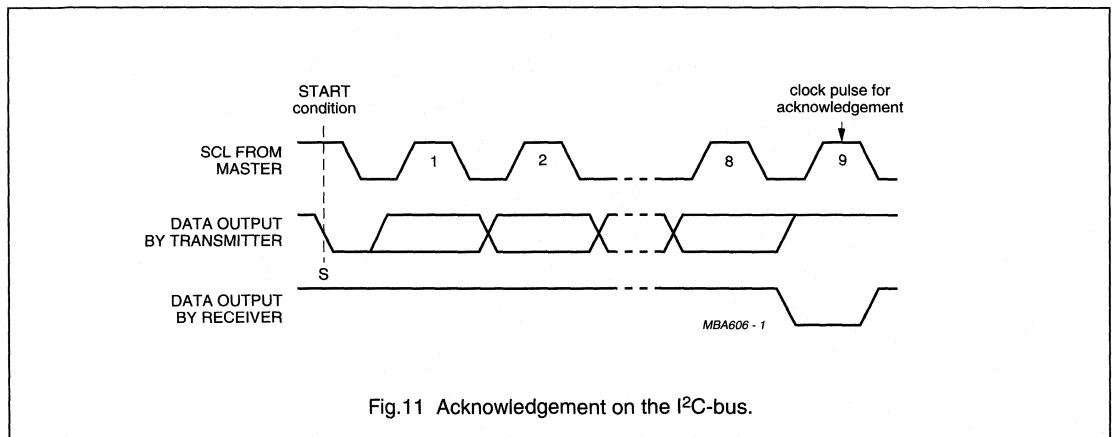 START
condition
clock pulse for
acknowledgement
SCL FROM
MASTER
1
2
8
9
DATA OUTPUT
BY TRANSMITTER
S
DATA OUTPUT
BY RECEIVER
MBA606 - 1
Fig.11 Acknowledgement on the I²C-bus.